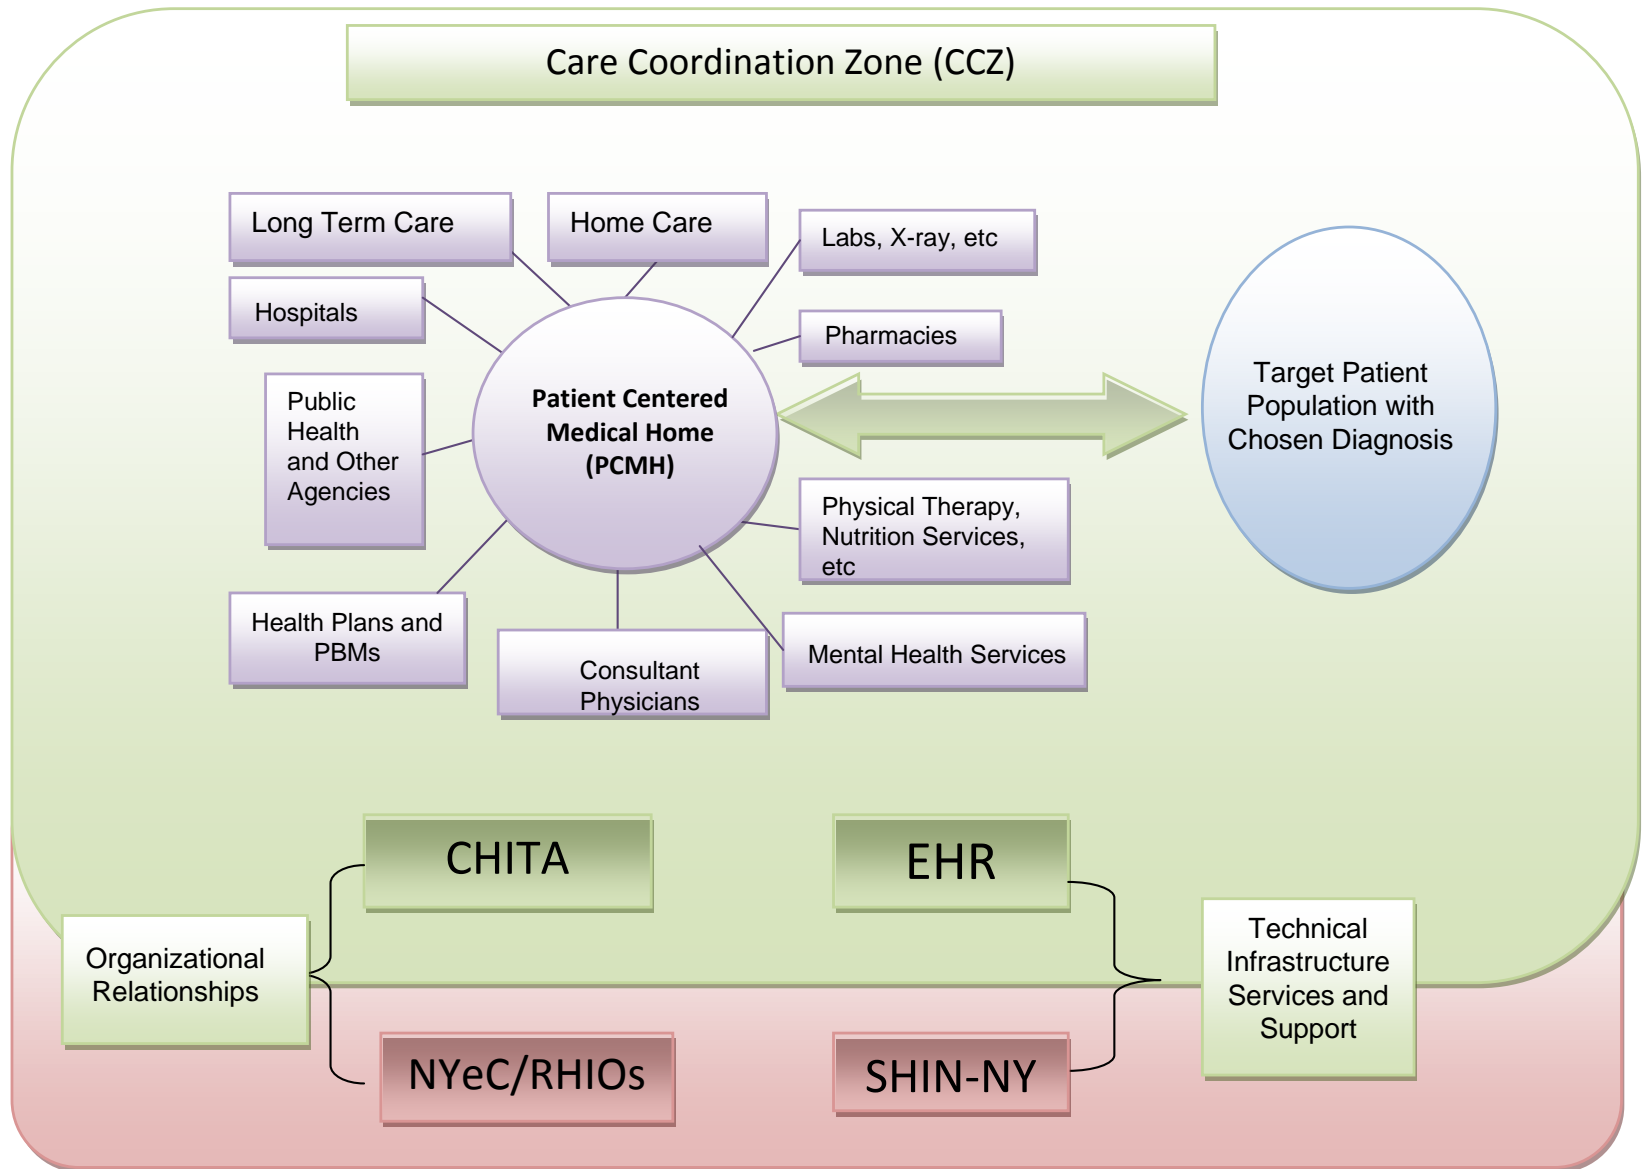 Care Coordination Zone (CCZ)
Long Term Care
Home Care
Labs, X-ray, etc
Hospitals
Pharmacies
Public
Health
and Other
Agencies
Patient Centered
Medical Home
(PCMH)
Target Patient
Population with
Chosen Diagnosis
Physical Therapy,
Nutrition Services,
etc
Health Plans and
PBMs
Consultant
Physicians
Mental Health Services
CHITA
EHR
Organizational
Relationships
Technical
Infrastructure
Services and
Support
NYeC/RHIOs
SHIN-NY